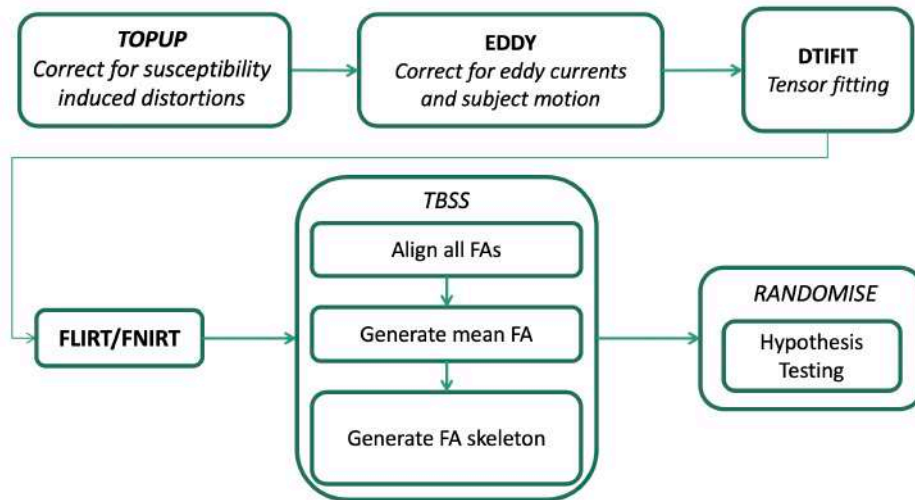 TOPUP
Correct for susceptibility
induced distortions
EDDY
Correct for eddy currents
and subject motion
DTIFIT
Tensor fitting
TBSS
Align all FAs
Generate mean FA
Generate FA skeleton
FLIRT/FNIRT
RANDOMISE
Hypothesis
Testing